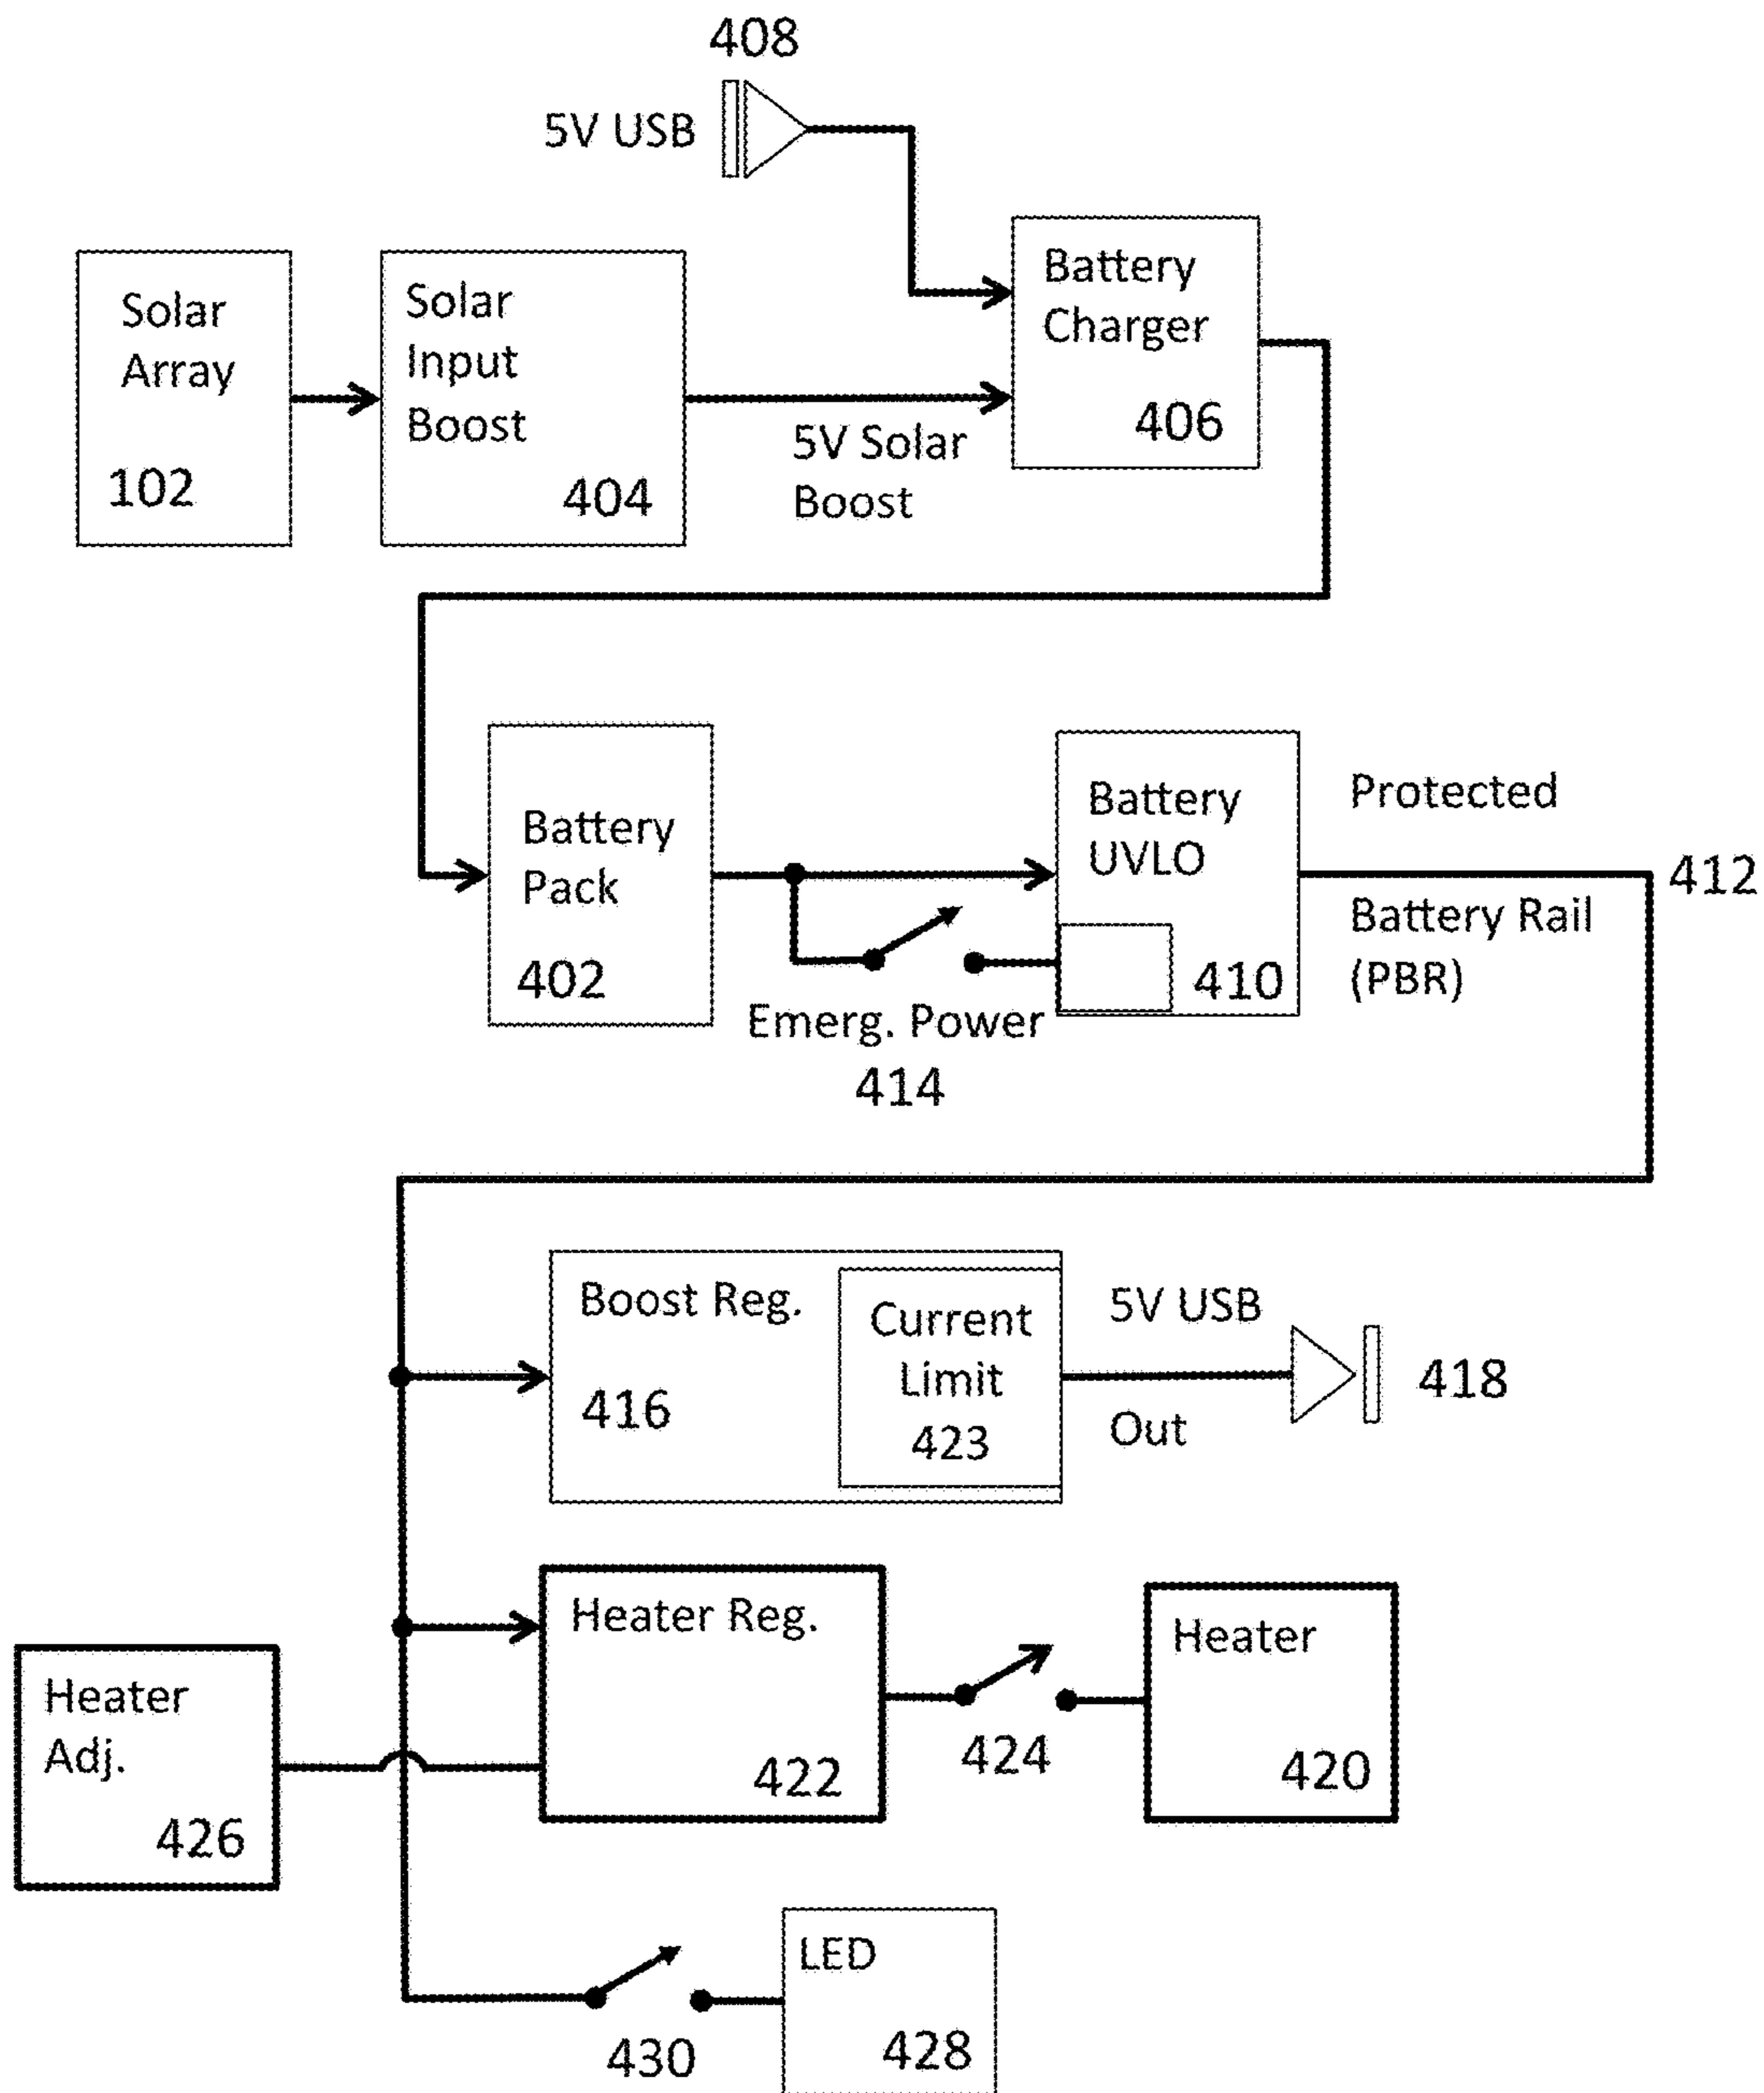 408
5V USB
Solar
Array
102
Solar
Input
Boost
404
5V Solar
Boost
Battery
Charger
406
Battery
Pack
402
Emerg. Power
414
Battery
UVLO
410
Protected
412
Battery Rail
(PBR)
Boost Reg.
416
Current
Limit
423
5V USB
Out
418
Heater Reg.
422
424
Heater
420
Heater
Adj.
426
430
LED
428